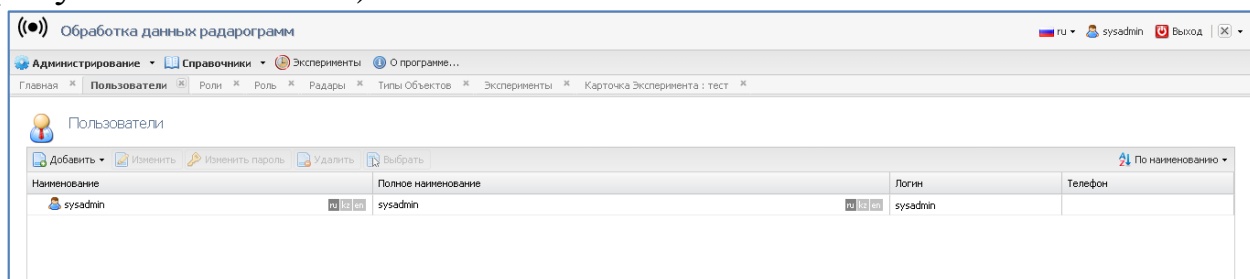 ((●)) Обработка данных радарограмм ru sysadmin Выход
Администрирование Справочники Эксперименты О программе...
Главная Пользователи Роли Роль Радары Типы Объектов Эксперименты Карточка Эксперимента : тест
Пользователи
Добавить Изменить Изменить пароль Удалить Выбрать По наименованию
Наименование Полное наименование Логин Телефон
sysadmin ru kz en sysadmin ru kz en sysadmin